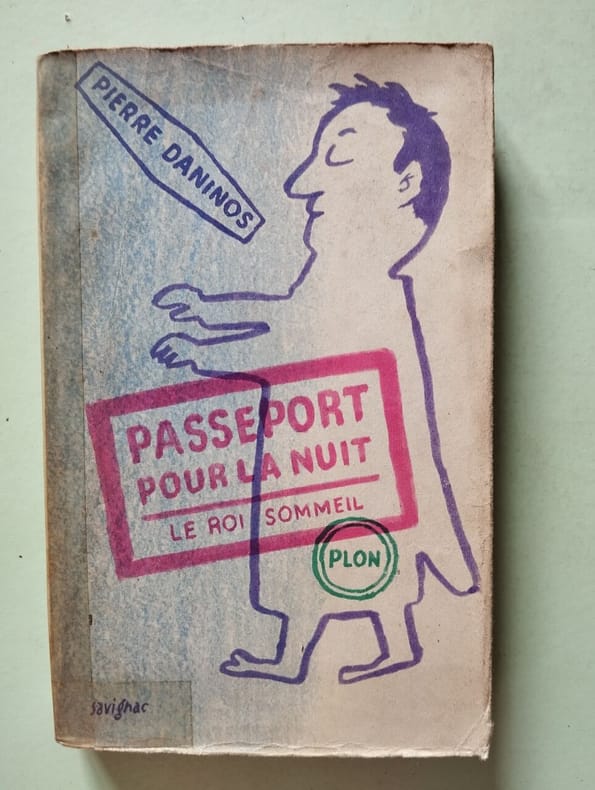 PIERRE DANINOS
PASSEPORT
POUR LA NUIT
LE ROI SOMMEIL
PLON
savignac